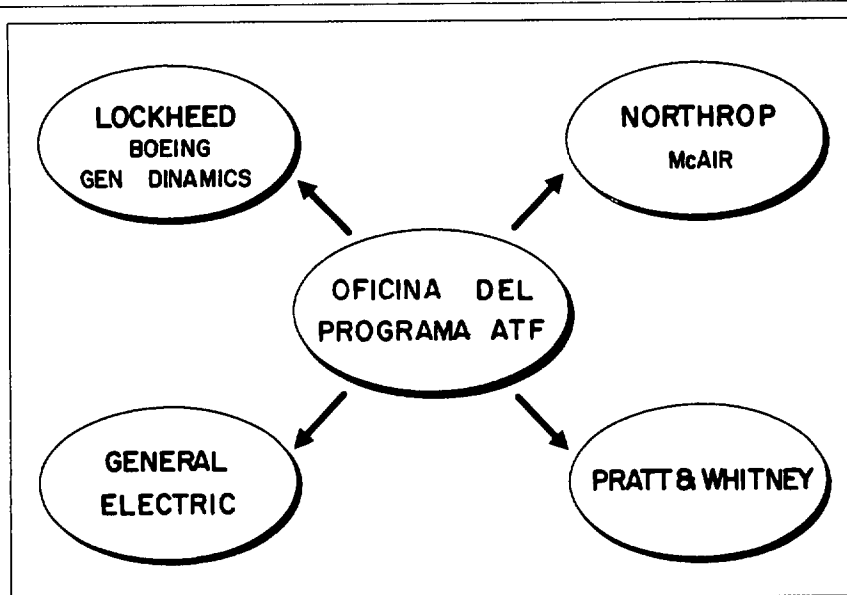 LOCKHEED
BOEING
GEN DINAMICS
NORTHROP
McAIR
OFICINA DEL
PROGRAMA ATF
GENERAL
ELECTRIC
PRATT & WHITNEY